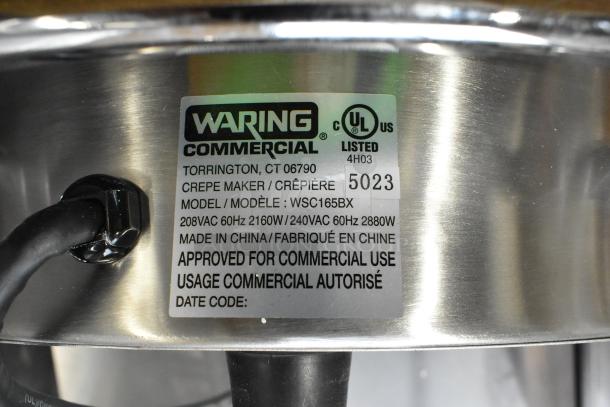 WARING®
COMMERCIAL
C UL US
LISTED
4H03
TORRINGTON, CT 06790
CREPE MAKER / CRÊPIÈRE 5023
MODEL / MODÈLE : WSC165BX
208VAC 60Hz 2160W/240VAC 60Hz 2880W
MADE IN CHINA/FABRIQUÉ EN CHINE
APPROVED FOR COMMERCIAL USE
USAGE COMMERCIAL AUTORISÉ
DATE CODE: